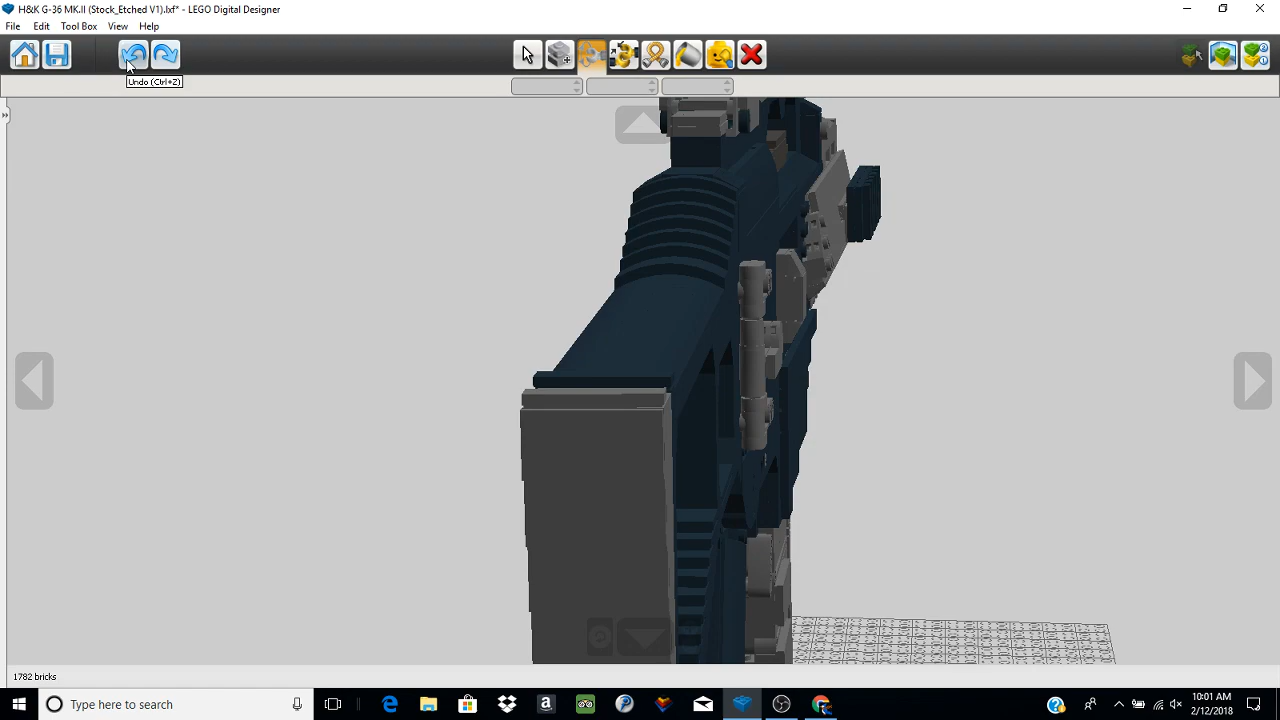 H&K G-36 MK.II (Stock_Etched V1).lxf* - LEGO Digital Designer
File Edit Tool Box View Help
Undo (Ctrl+Z)
1782 bricks
Type here to search
10:01 AM
2/12/2018